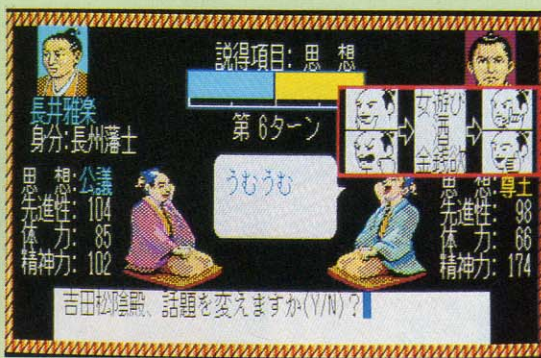 説得項目: 思 想
長井雅楽
身分:長州藩士
第 6ターン
女遊び
酒
金銭欲
うむうむ
思 想:公議
先進性: 104
体 力: 85
精神力: 102
思 想:尊土
先進性: 98
体 力: 66
精神力: 174
吉田松陰殿、話題を変えますか(Y/N)?